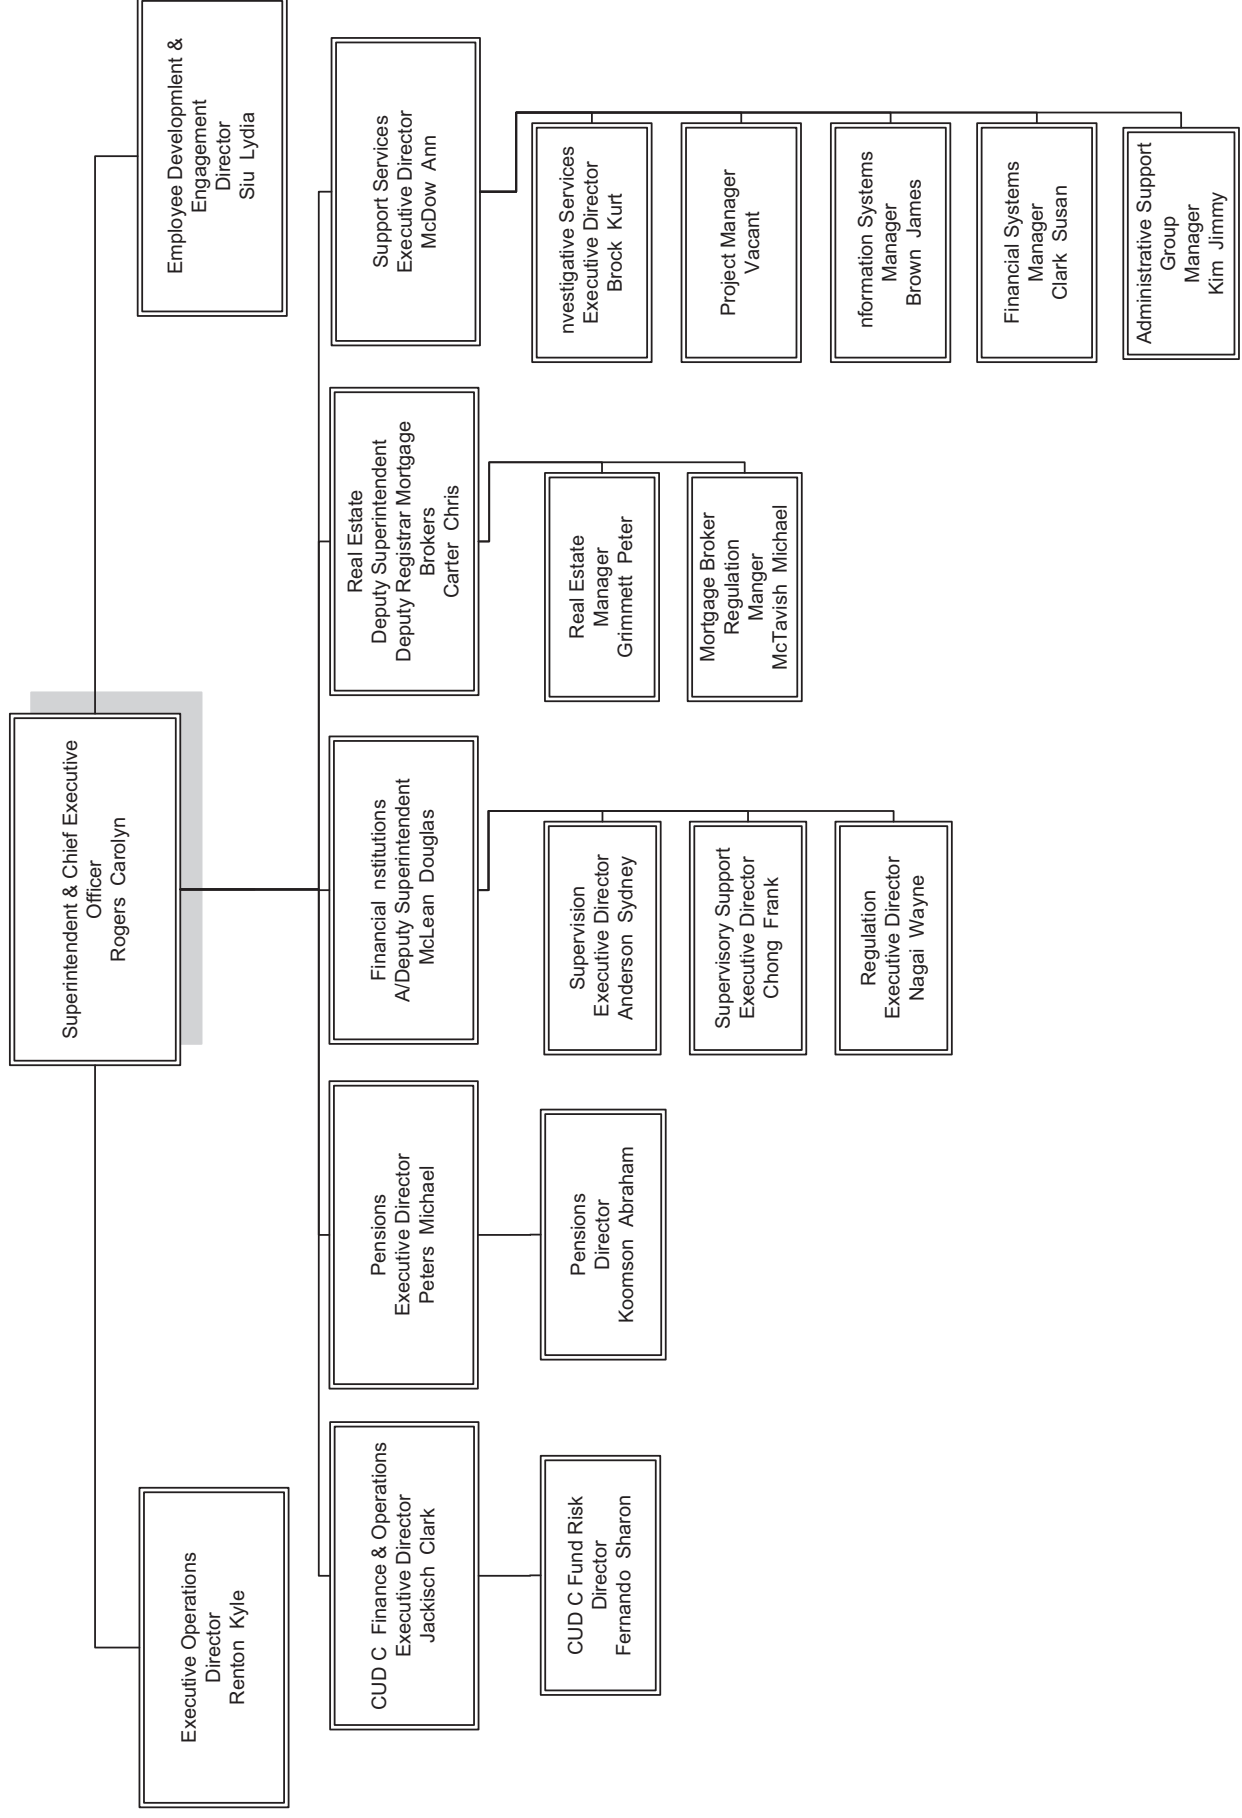 Superintendent & Chief Executive
Officer
Rogers Carolyn
Executive Operations
Director
Renton Kyle
Employee Developmlent &
Engagement
Director
Siu Lydia
CUD C Finance & Operations
Executive Director
Jackisch Clark
CUD C Fund Risk
Director
Fernando Sharon
Pensions
Executive Director
Peters Michael
Pensions
Director
Koomson Abraham
Financial nstitutions
A/Deputy Superintendent
McLean Douglas
Supervision
Executive Director
Anderson Sydney
Supervisory Support
Executive Director
Chong Frank
Regulation
Executive Director
Nagai Wayne
Real Estate
Deputy Superintendent
Deputy Registrar Mortgage
Brokers
Carter Chris
Real Estate
Manager
Grimmett Peter
Mortgage Broker
Regulation
Manger
McTavish Michael
Support Services
Executive Director
McDow Ann
nvestigative Services
Executive Director
Brock Kurt
Project Manager
Vacant
nformation Systems
Manager
Brown James
Financial Systems
Manager
Clark Susan
Administrative Support
Group
Manager
Kim Jimmy